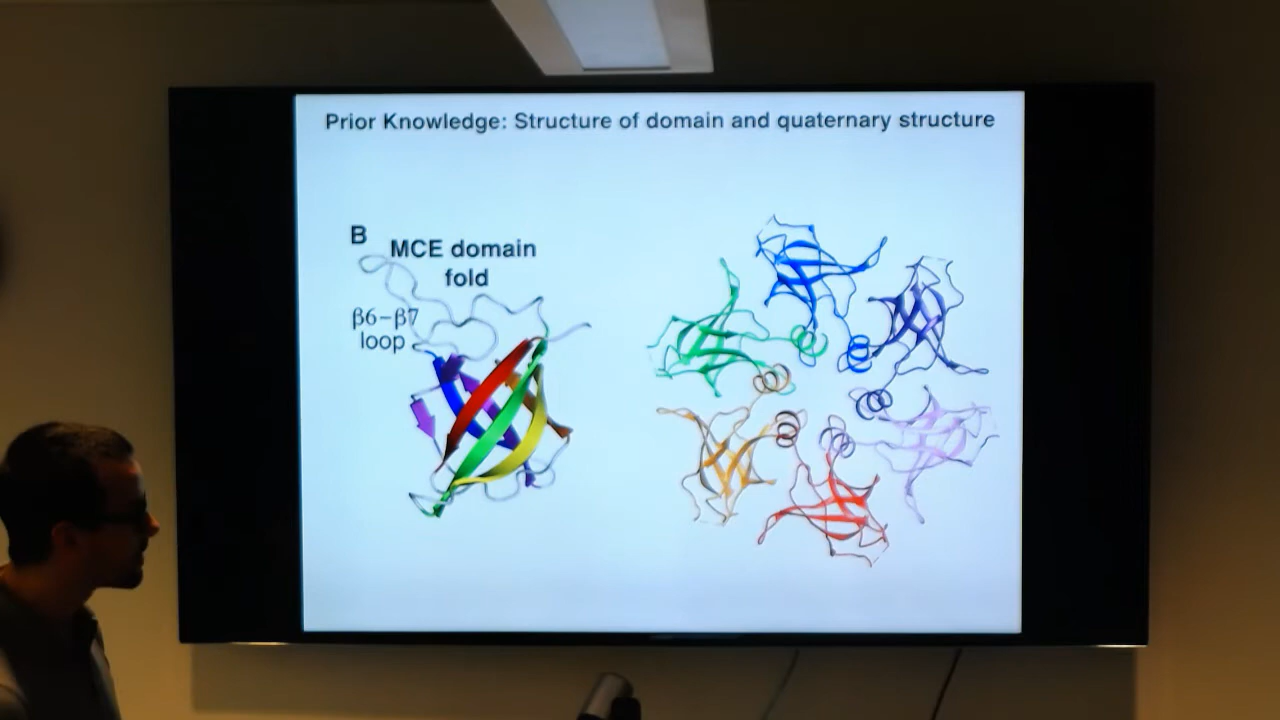 Prior Knowledge: Structure of domain and quaternary structure
B
MCE domain
fold
β6–β7
loop